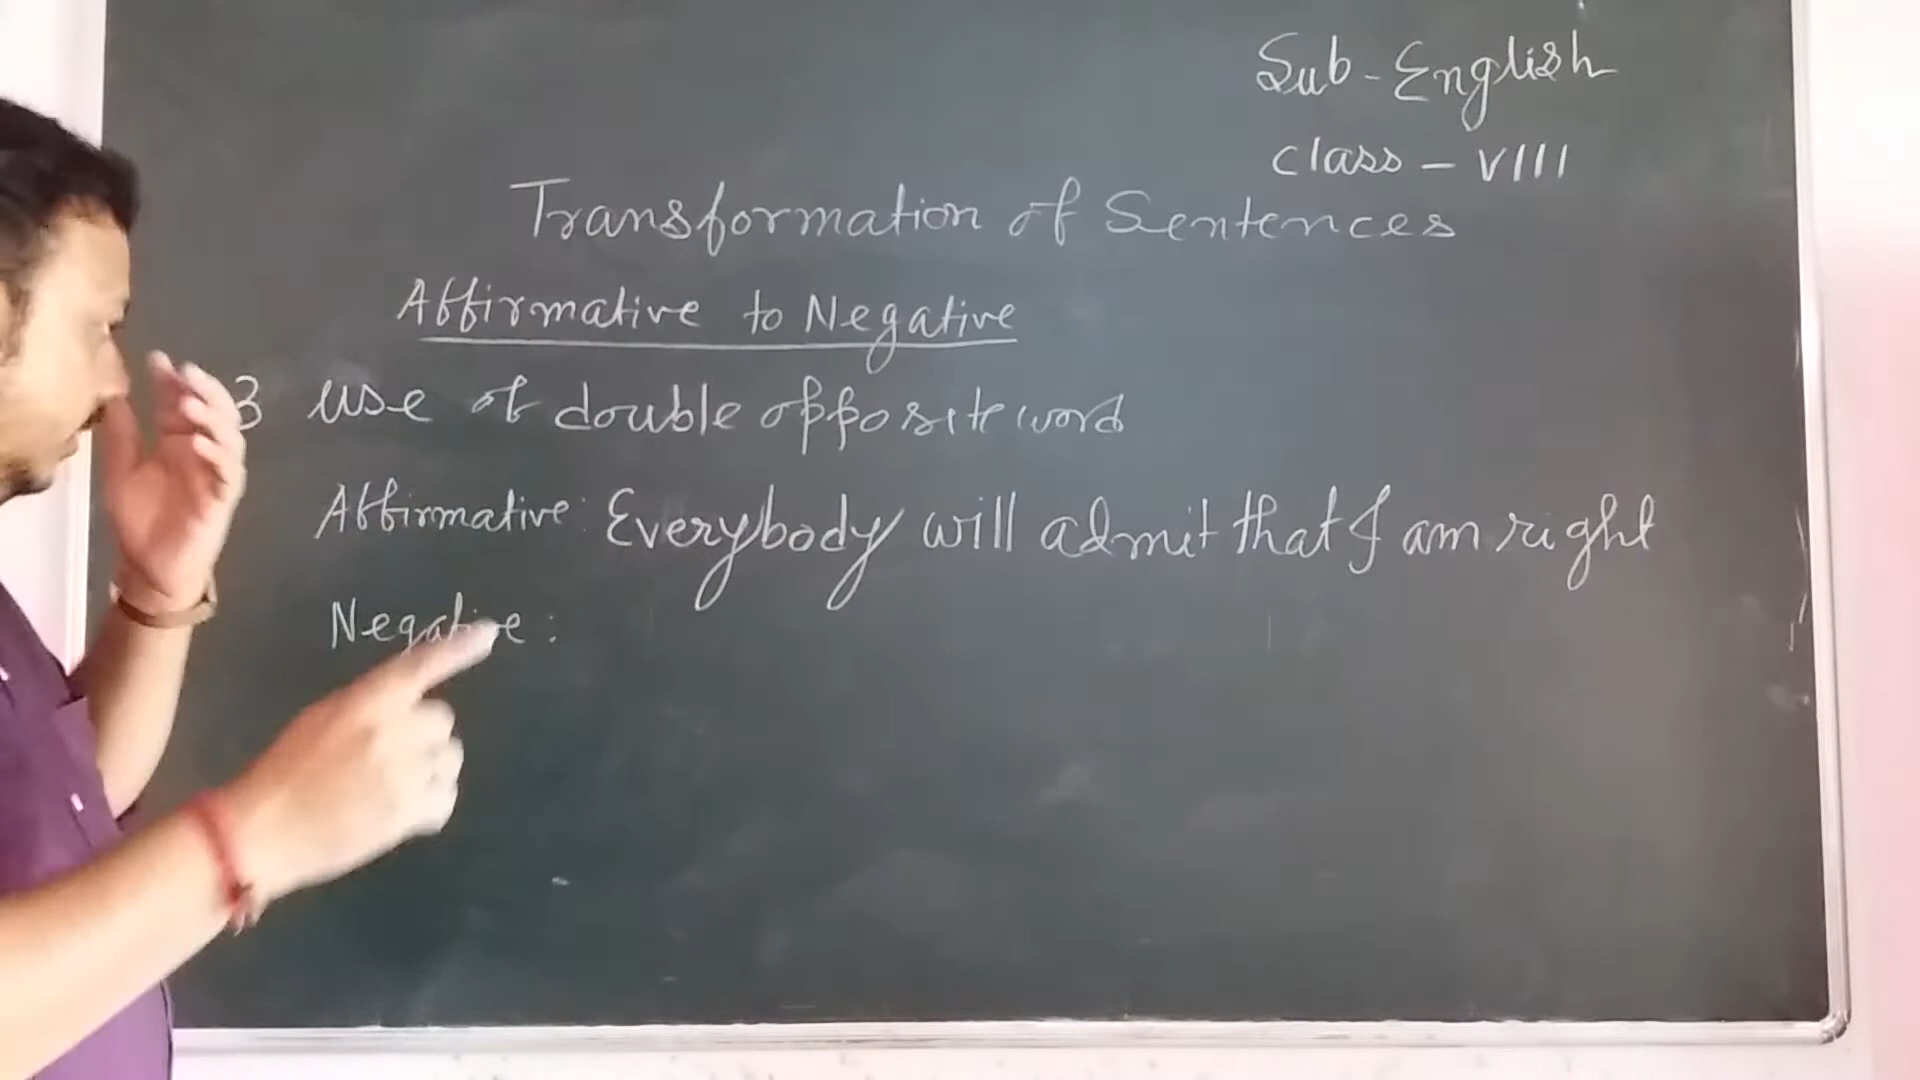 Sub-English
class - VIII
Transformation of Sentences
Affirmative to Negative
3 use of double opposite word
Affirmative: Everybody will admit that I am right
Negative: